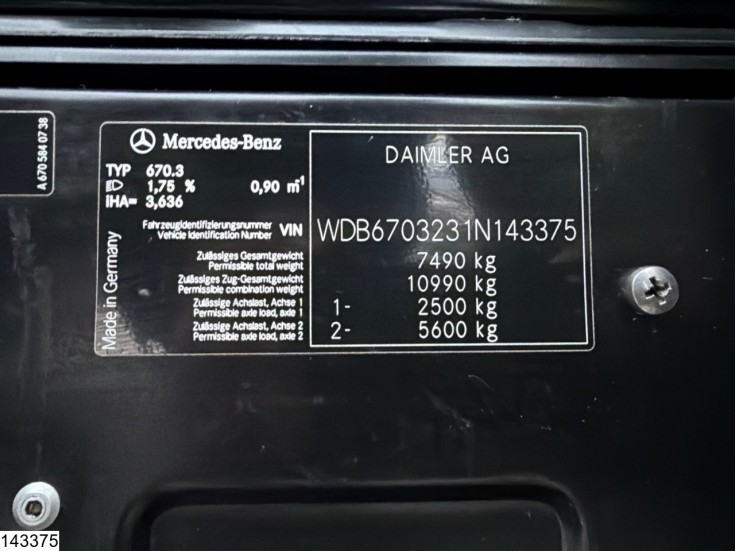 A 670 584 07 38
Mercedes-Benz
TYP 670.3
1,75 % 0,90 m⁻¹
iHA= 3,636
Made in Germany
Fahrzeugidentifizierungsnummer
Vehicle Identification Number VIN
Zulässiges Gesamtgewicht
Permissible total weight
Zulässiges Zug-Gesamtgewicht
Permissible combination weight
Zulässige Achslast, Achse 1
Permissible axle load, axle 1
Zulässige Achslast, Achse 2
Permissible axle load, axle 2
DAIMLER AG
WDB6703231N143375
7490 kg
10990 kg
1- 2500 kg
2- 5600 kg
143375